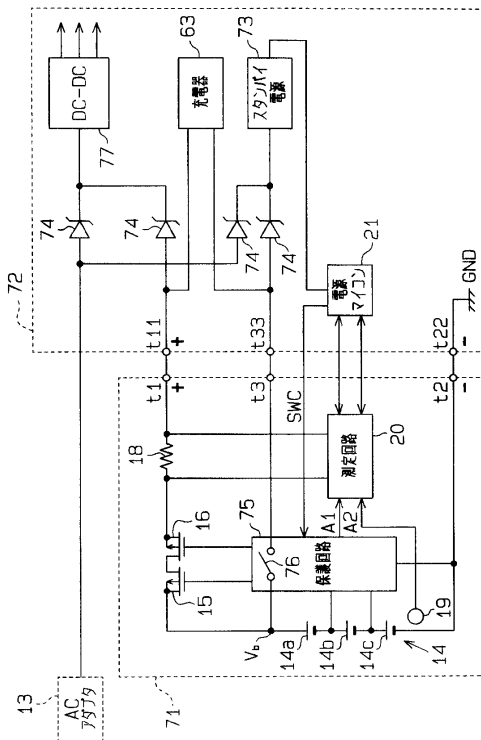 13
AC
アダプタ
72
DC-DC
77
74
74
74
74
充電器
63
スタンバイ
電源
73
電源
マイコン
21
t11
t33
t22
GND
+
-
t1
t3
t2
+
-
SWC
18
16
15
75
76
保護回路
測定回路
20
A1
A2
Vb
14a
14b
14c
14
19
71